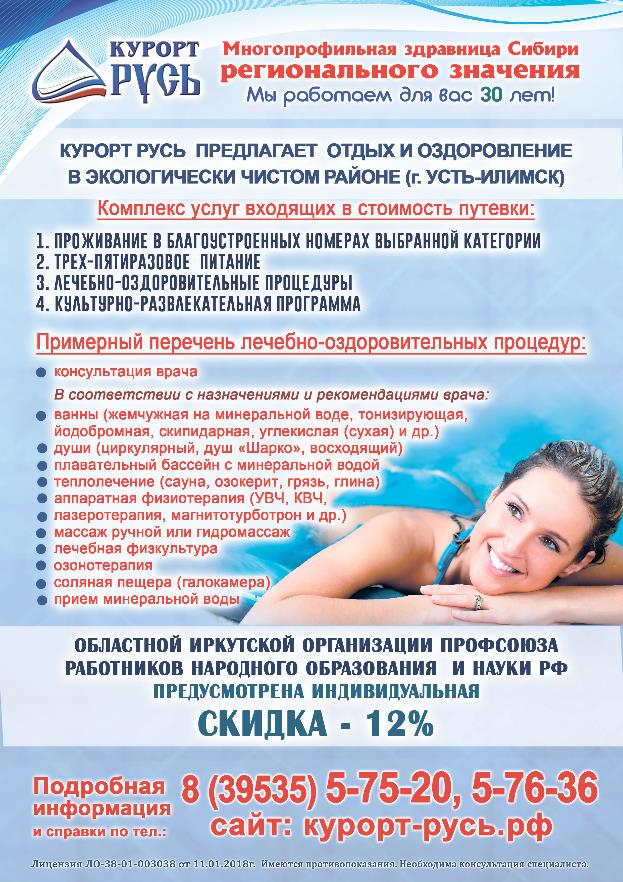 КУРОРТ
РУСЬ
Многопрофильная здравница Сибири
регионального значения
Мы работаем для вас 30 лет!
КУРОРТ РУСЬ ПРЕДЛАГАЕТ ОТДЫХ И ОЗДОРОВЛЕНИЕ
В ЭКОЛОГИЧЕСКИ ЧИСТОМ РАЙОНЕ (г. УСТЬ-ИЛИМСК)
Комплекс услуг входящих в стоимость путевки:
1. ПРОЖИВАНИЕ В БЛАГОУСТРОЕННЫХ НОМЕРАХ ВЫБРАННОЙ КАТЕГОРИИ
2. ТРЕХ-ПЯТИРАЗОВОЕ ПИТАНИЕ
3. ЛЕЧЕБНО-ОЗДОРОВИТЕЛЬНЫЕ ПРОЦЕДУРЫ
4. КУЛЬТУРНО-РАЗВЛЕКАТЕЛЬНАЯ ПРОГРАММА
Примерный перечень лечебно-оздоровительных процедур:
● консультация врача
В соответствии с назначениями и рекомендациями врача:
● ванны (жемчужная на минеральной воде, тонизирующая,
йодобромная, скипидарная, углекислая (сухая) и др.)
● души (циркулярный, душ «Шарко», восходящий)
● плавательный бассейн с минеральной водой
● теплолечение (сауна, озокерит, грязь, глина)
● аппаратная физиотерапия (УВЧ, КВЧ,
● лазеротерапия, магнитотурботрон и др.)
● массаж ручной или гидромассаж
● лечебная физкультура
● озонотерапия
● соляная пещера (галокамера)
● прием минеральной воды
ОБЛАСТНОЙ ИРКУТСКОЙ ОРГАНИЗАЦИИ ПРОФСОЮЗА
РАБОТНИКОВ НАРОДНОГО ОБРАЗОВАНИЯ И НАУКИ РФ
ПРЕДУСМОТРЕНА ИНДИВИДУАЛЬНАЯ
СКИДКА - 12%
Подробная
информация
и справки по тел.:
8 (39535) 5-75-20, 5-76-36
сайт: курорт-русь.рф
Лицензия ЛО-38-01-003038 от 11.01.2018г. Имеются противопоказания. Необходима консультация специалиста.